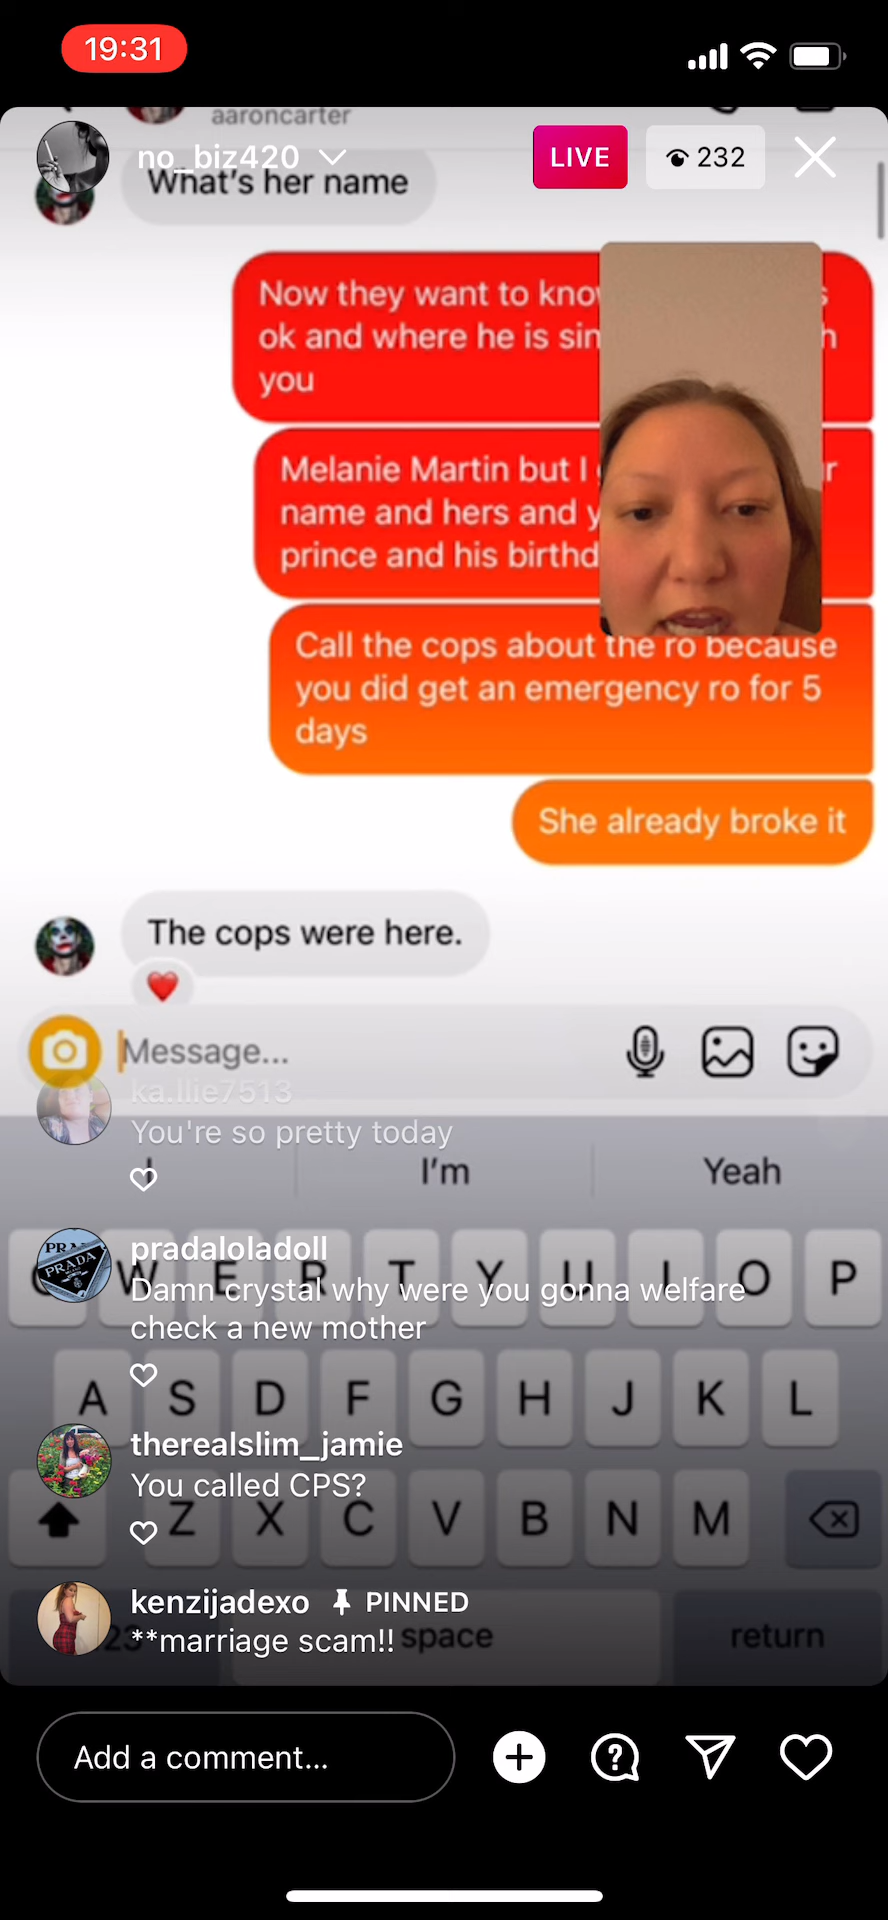 19:31
aaroncarter
no_biz420
LIVE
232
What's her name
Now they want to kno
ok and where he is sin
you
Melanie Martin but I
name and hers and y
prince and his birthd
Call the cops about the ro because
you did get an emergency ro for 5
days
She already broke it
The cops were here.
Message...
ka.llie7513
You're so pretty today
I'm
Yeah
pradaloladoll
PRADA
Damn crystal why were you gonna welfare
check a new mother
W E R T Y U I O P
A S D F G H J K L
therealslim_jamie
You called CPS?
Z X C V B N M
kenzijadexo PINNED
**marriage scam!!
space
return
Add a comment...